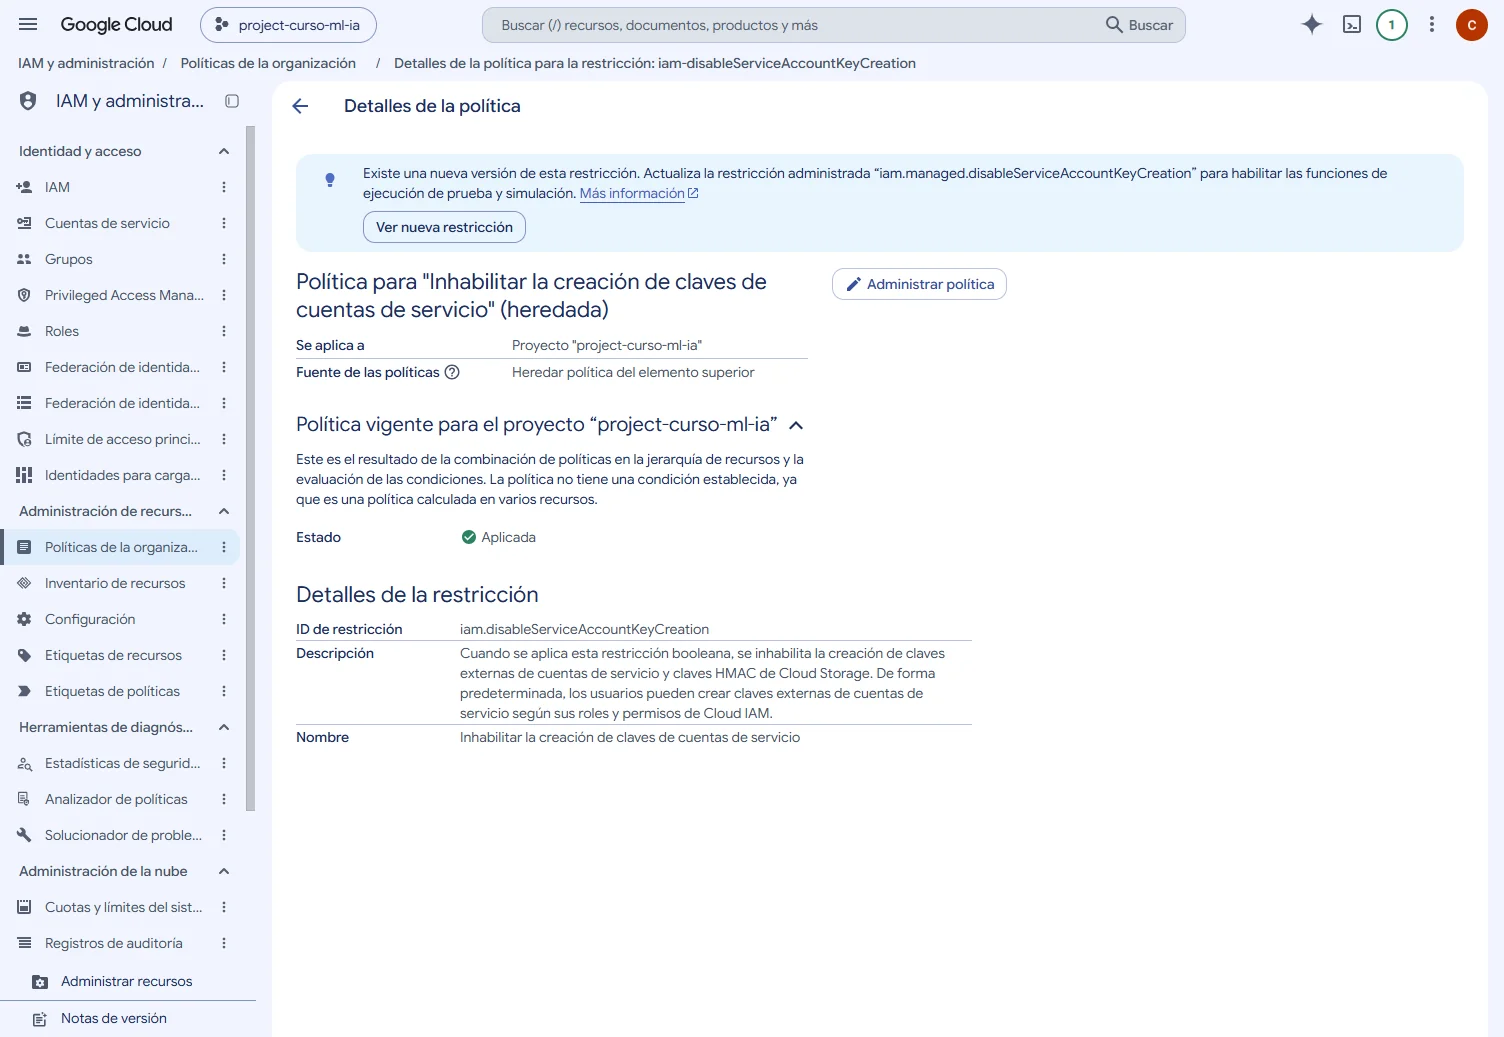 Google Cloud
project-curso-ml-ia
Buscar (/) recursos, documentos, productos y más
Buscar
1
C
IAM y administración / Políticas de la organización / Detalles de la política para la restricción: iam-disableServiceAccountKeyCreation
IAM y administra...
Identidad y acceso
IAM
Cuentas de servicio
Grupos
Privileged Access Mana...
Roles
Federación de identida...
Federación de identida...
Límite de acceso princi...
Identidades para carga...
Administración de recurs...
Políticas de la organiza...
Inventario de recursos
Configuración
Etiquetas de recursos
Etiquetas de políticas
Herramientas de diagnós...
Estadísticas de segurid...
Analizador de políticas
Solucionador de proble...
Administración de la nube
Cuotas y límites del sist...
Registros de auditoría
Administrar recursos
Notas de versión
Detalles de la política
Existe una nueva versión de esta restricción. Actualiza la restricción administrada “iam.managed.disableServiceAccountKeyCreation” para habilitar las funciones de
ejecución de prueba y simulación. Más información
Ver nueva restricción
Política para "Inhabilitar la creación de claves de
cuentas de servicio" (heredada)
Administrar política
Se aplica a Proyecto "project-curso-ml-ia"
Fuente de las políticas Heredar política del elemento superior
Política vigente para el proyecto “project-curso-ml-ia”
Este es el resultado de la combinación de políticas en la jerarquía de recursos y la
evaluación de las condiciones. La política no tiene una condición establecida, ya
que es una política calculada en varios recursos.
Estado Aplicada
Detalles de la restricción
ID de restricción iam.disableServiceAccountKeyCreation
Descripción Cuando se aplica esta restricción booleana, se inhabilita la creación de claves
externas de cuentas de servicio y claves HMAC de Cloud Storage. De forma
predeterminada, los usuarios pueden crear claves externas de cuentas de
servicio según sus roles y permisos de Cloud IAM.
Nombre Inhabilitar la creación de claves de cuentas de servicio